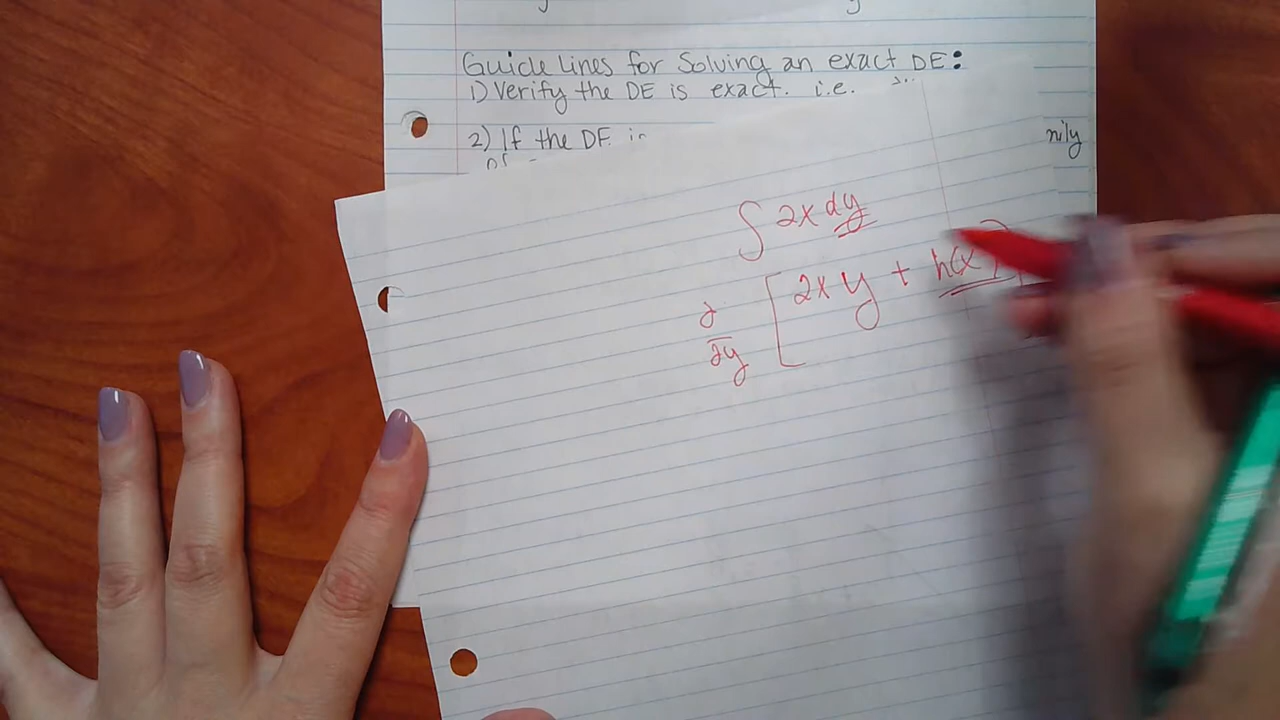 Guide Lines for Solving an exact DE:
1) Verify the DE is exact. i.e.
2) If the DE
∫ 2x dy
∂/∂y [ 2xy + h(x) ]